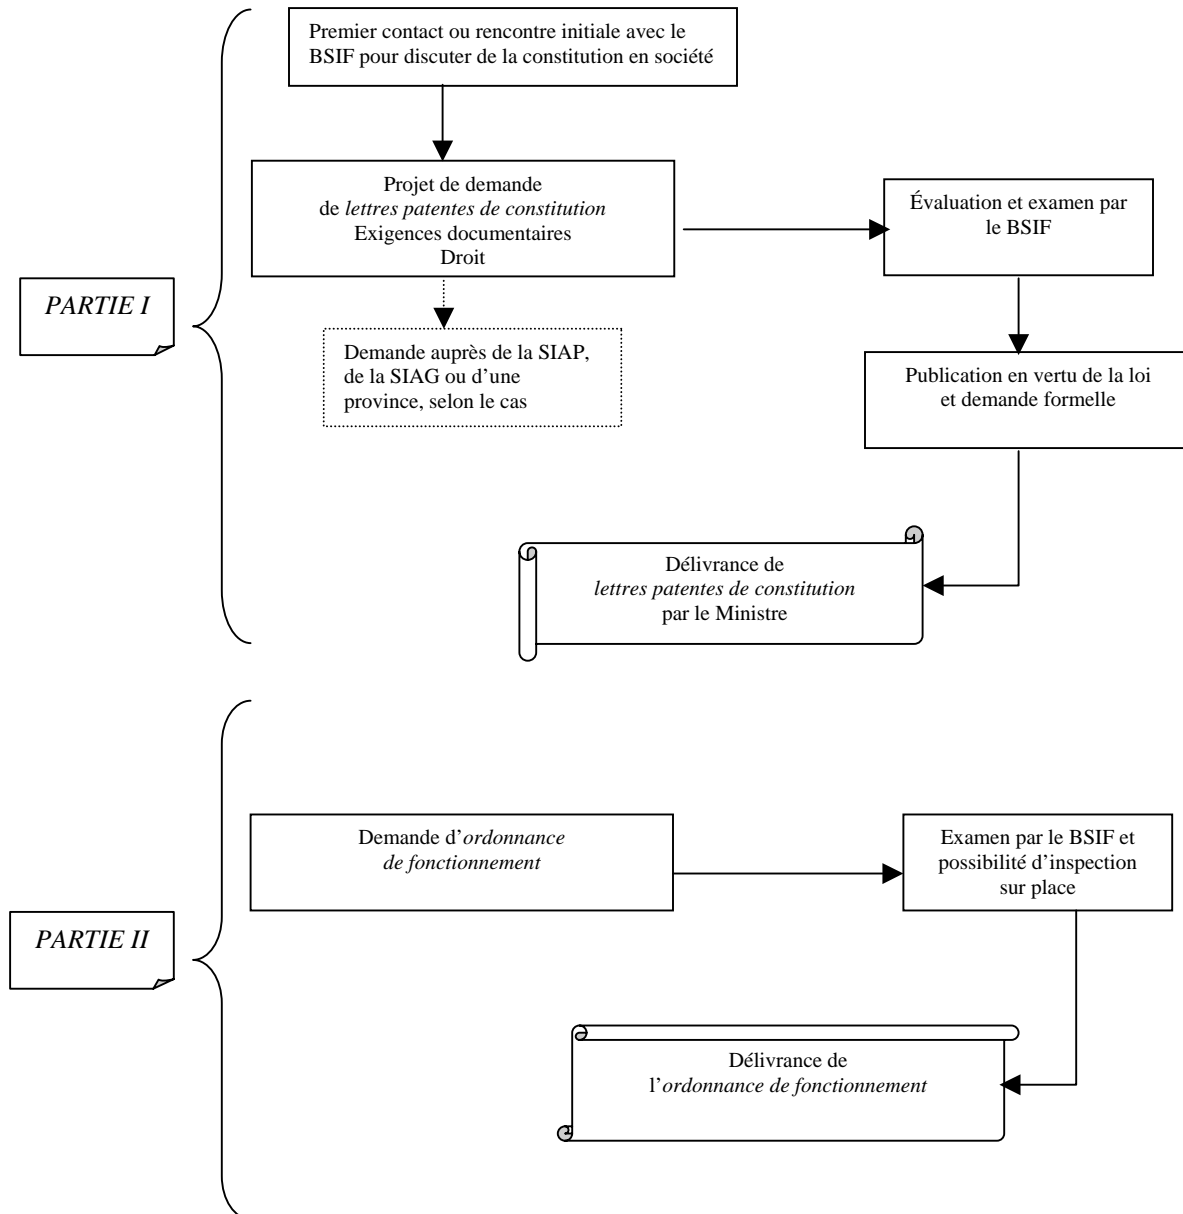 Premier contact ou rencontre initiale avec le
BSIF pour discuter de la constitution en société
Projet de demande
de lettres patentes de constitution
Exigences documentaires
Droit
Évaluation et examen par
le BSIF
PARTIE I
Demande auprès de la SIAP,
de la SIAG ou d'une
province, selon le cas
Publication en vertu de la loi
et demande formelle
Délivrance de
lettres patentes de constitution
par le Ministre
Demande d'ordonnance
de fonctionnement
Examen par le BSIF et
possibilité d'inspection
sur place
PARTIE II
Délivrance de
l'ordonnance de fonctionnement